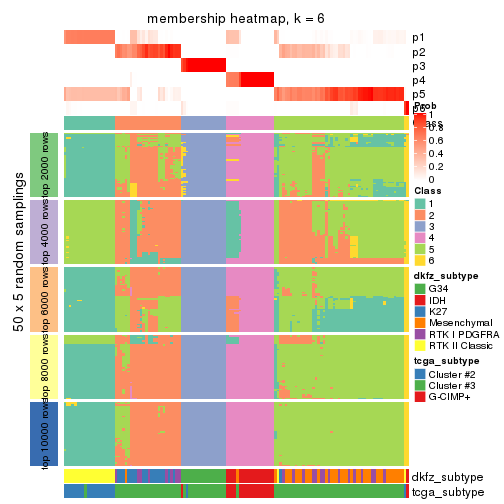 membership heatmap, k = 6
p1
p2
p3
p4
p5
p6
Class
50 x 5 random samplings
top 2000 rows
top 4000 rows
top 6000 rows
top 8000 rows
top 10000 rows
Prob
1
0.8
0.6
0.4
0.2
0
Class
1
2
3
4
5
6
dkfz_subtype
G34
IDH
K27
Mesenchymal
RTK I PDGFRA
RTK II Classic
tcga_subtype
Cluster #2
Cluster #3
G-CIMP+
dkfz_subtype
tcga_subtype